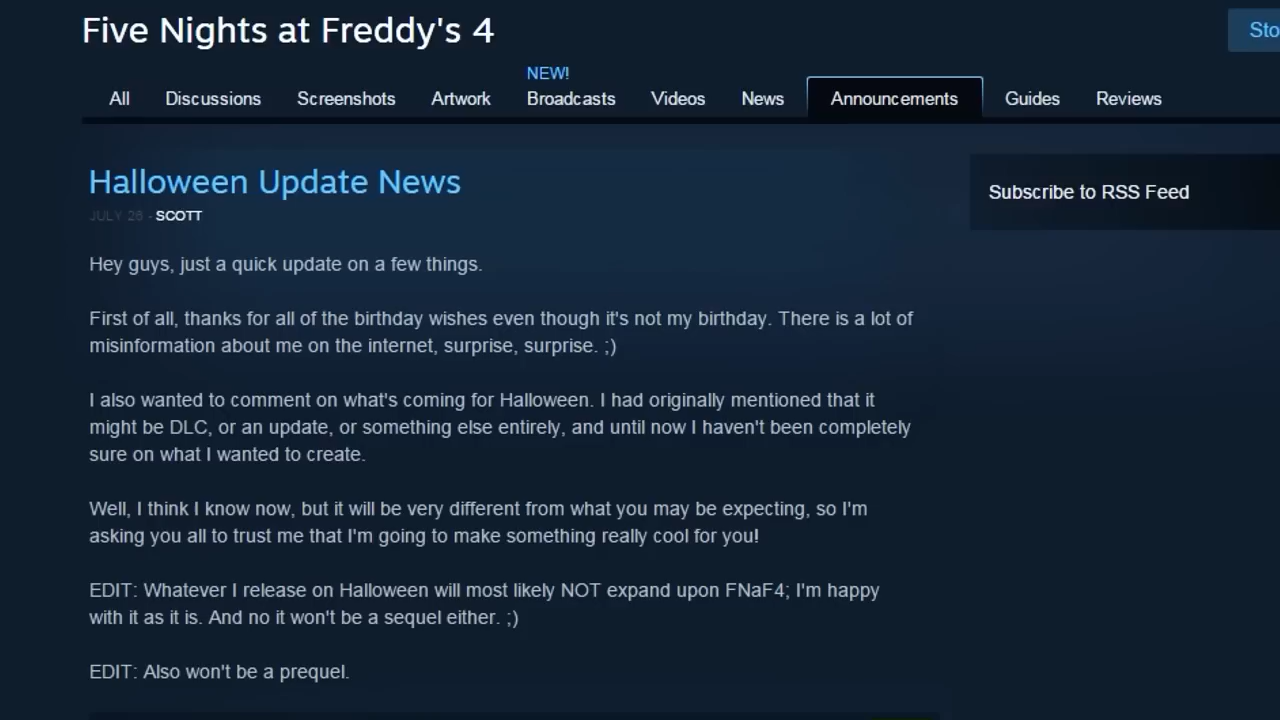 Five Nights at Freddy's 4
Sto
NEW!
All Discussions Screenshots Artwork Broadcasts Videos News Announcements Guides Reviews
Halloween Update News
Subscribe to RSS Feed
JULY 26 - SCOTT
Hey guys, just a quick update on a few things.
First of all, thanks for all of the birthday wishes even though it's not my birthday. There is a lot of
misinformation about me on the internet, surprise, surprise. ;)
I also wanted to comment on what's coming for Halloween. I had originally mentioned that it
might be DLC, or an update, or something else entirely, and until now I haven't been completely
sure on what I wanted to create.
Well, I think I know now, but it will be very different from what you may be expecting, so I'm
asking you all to trust me that I'm going to make something really cool for you!
EDIT: Whatever I release on Halloween will most likely NOT expand upon FNaF4; I'm happy
with it as it is. And no it won't be a sequel either. ;)
EDIT: Also won't be a prequel.